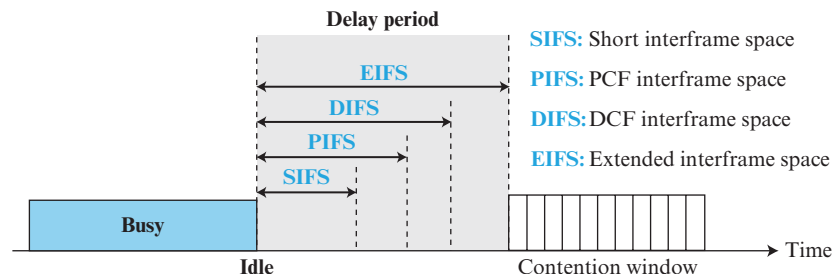 Delay period
SIFS: Short interframe space
EIFS
PIFS: PCF interframe space
DIFS
DIFS: DCF interframe space
PIFS
EIFS: Extended interframe space
SIFS
Busy
Time
Idle
Contention window